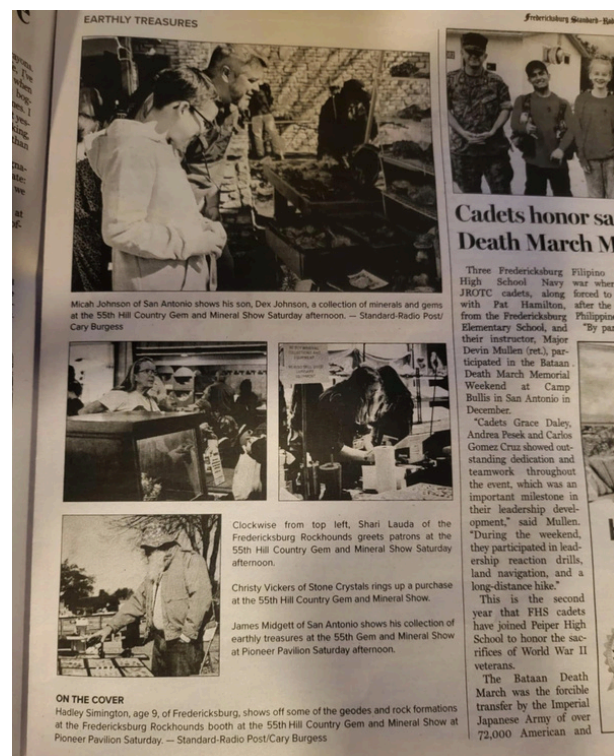 EARTHLY TREASURES
Micah Johnson of San Antonio shows his son, Dex Johnson, a collection of minerals and gems
at the 55th Hill Country Gem and Mineral Show Saturday afternoon. — Standard-Radio Post/
Cary Burgess
Clockwise from top left, Shari Lauda of the
Fredericksburg Rockhounds greets patrons at the
55th Hill Country Gem and Mineral Show Saturday
afternoon.
Christy Vickers of Stone Crystals rings up a purchase
at the 55th Hill Country Gem and Mineral Show.
James Midgett of San Antonio shows his collection of
earthly treasures at the 55th Gem and Mineral Show
at Pioneer Pavilion Saturday afternoon.
ON THE COVER
Hadley Simington, age 9, of Fredericksburg, shows off some of the geodes and rock formations
at the Fredericksburg Rockhounds booth at the 55th Hill Country Gem and Mineral Show at
Pioneer Pavilion Saturday. — Standard-Radio Post/Cary Burgess
Fredericksburg Standard-
Cadets honor sa
Death March M
Three Fredericksburg
High School Navy
JROTC cadets, along
with Pat Hamilton,
from the Fredericksburg
Elementary School, and
their instructor, Major
Devin Mullen (ret.), par-
ticipated in the Bataan
Death March Memorial
Weekend at Camp
Bullis in San Antonio in
December.
"Cadets Grace Daley,
Andrea Pesek and Carlos
Gomez Cruz showed out-
standing dedication and
teamwork throughout
the event, which was an
important milestone in
their leadership devel-
opment," said Mullen.
"During the weekend,
they participated in lead-
ership reaction drills,
land navigation, and a
long-distance hike."
This is the second
year that FHS cadets
have joined Peiper High
School to honor the sac-
rifices of World War II
veterans.
The Bataan Death
March was the forcible
transfer by the Imperial
Japanese Army of over
72,000 American and
Filipino
war wher
forced to
after the
Philippine
"By pa